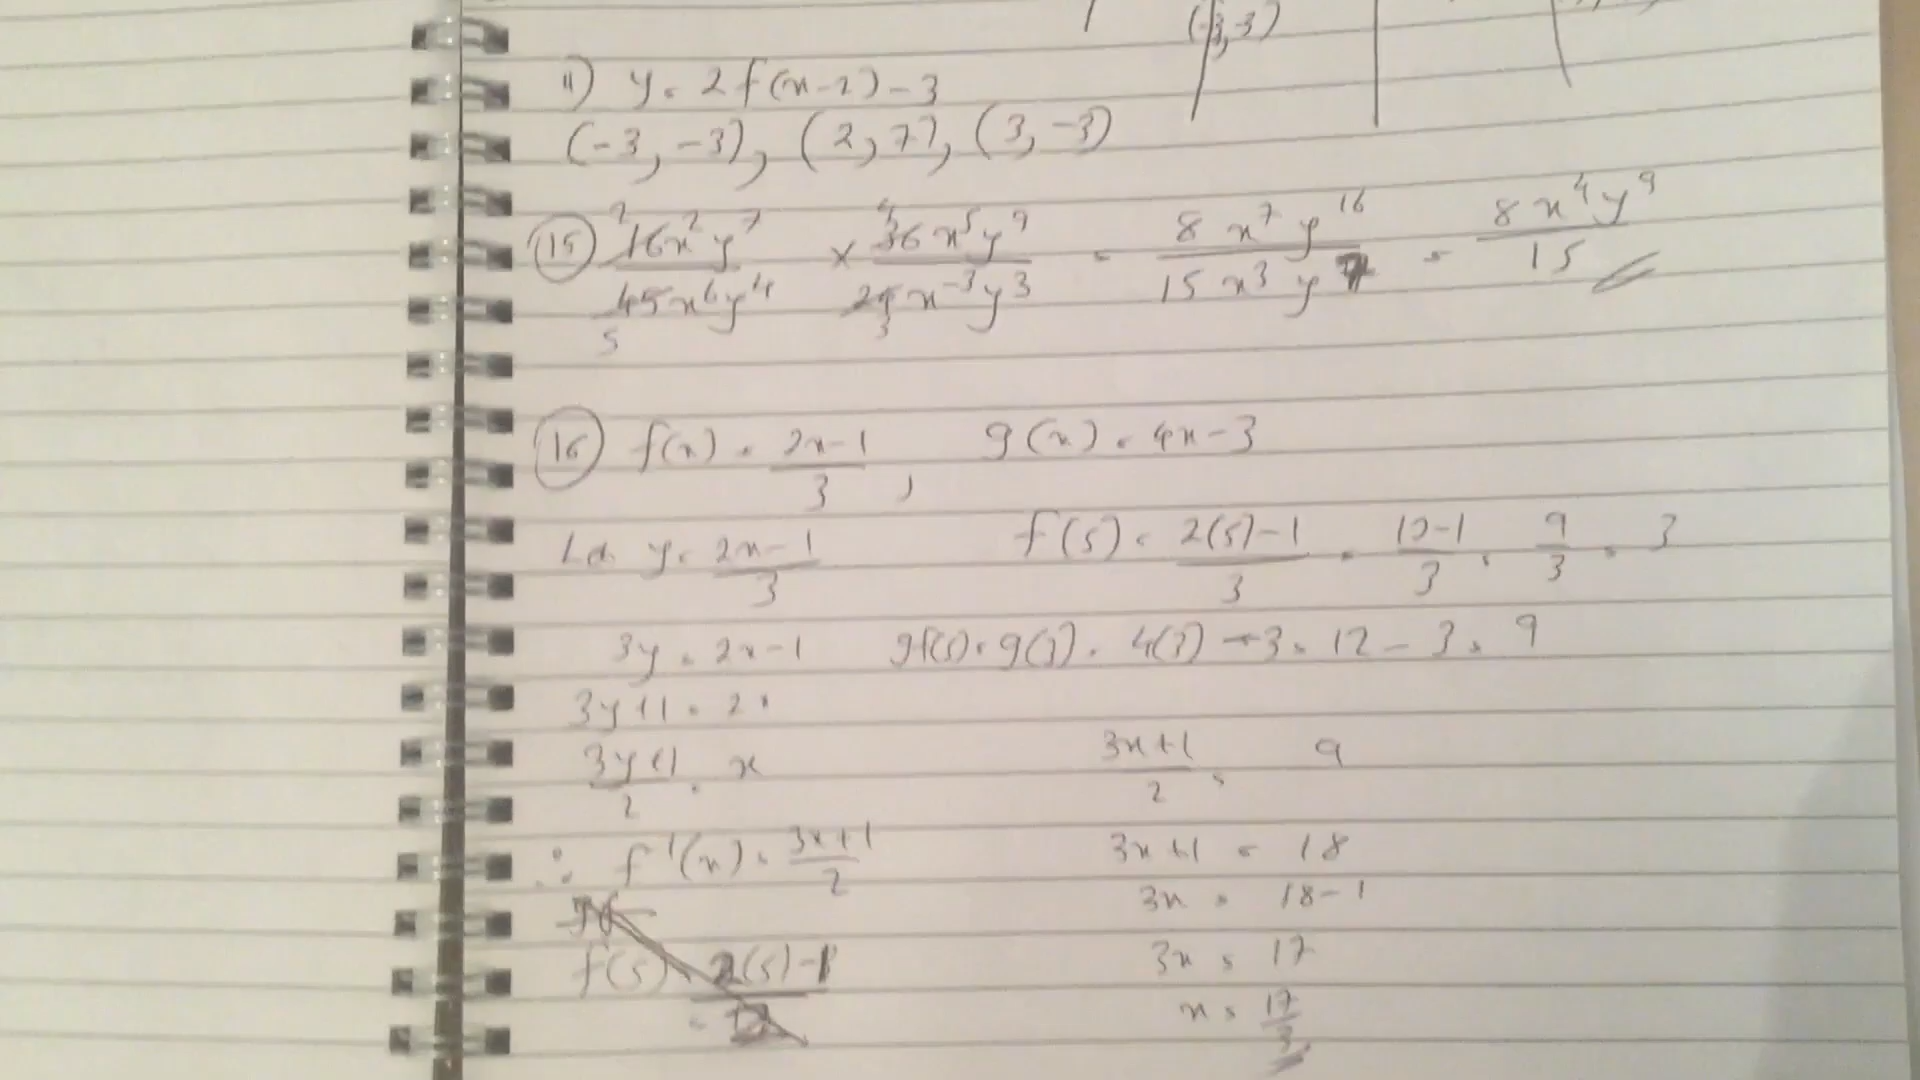 (-3,-3)
11) y = 2f(x-2)-3
(-3, -3), (2, 7), (3, -3)
(15) 16x²y⁷/45x⁶y⁴ × 36x⁵y⁹/24x⁻³y³ = 8x⁷y¹⁶/15x³y⁷ = 8x⁴y⁹/15
(16) f(x) = 2x-1/3 , g(x) = 4x-3
Let y = 2x-1/3
f(5) = 2(5)-1/3 = 10-1/3 = 9/3 = 3
3y = 2x-1
gf(5) = g(3) = 4(3) - 3 = 12 - 3 = 9
3y+1 = 2x
3y+1/2 = x
3x+1/2 = 9
∴ f⁻¹(x) = 3x+1/2
3x+1 = 18
3x = 18-1
f(5) = 2(5)-1
3x = 17
x = 17/3